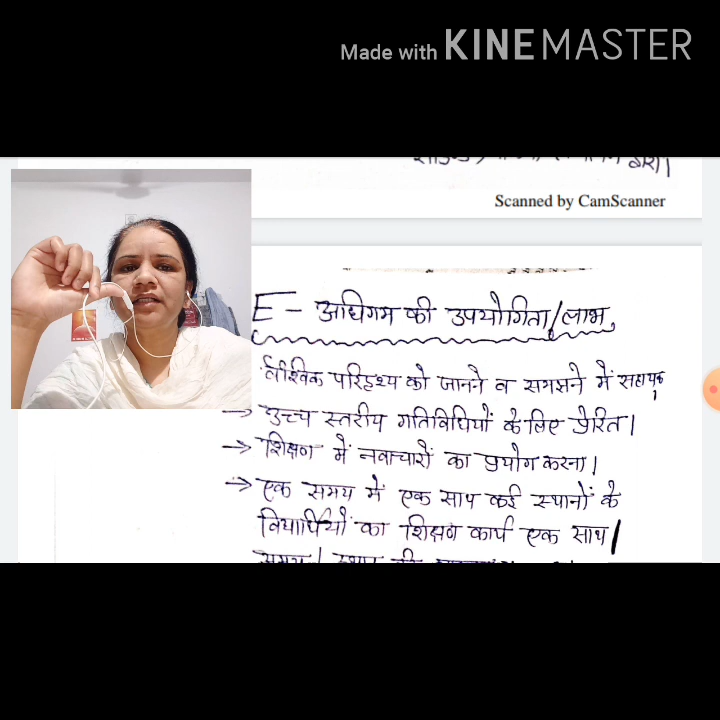 Made with KINEMASTER
Scanned by CamScanner
E - अधिगम की उपयोगिता/लाभ
वैश्विक परिदृश्य को जानने व समझने में सहायक
→ उच्च स्तरीय गतिविधियों के लिए प्रेरित।
→ शिक्षण में नवाचारों का प्रयोग करना।
→ एक समय में एक साथ कई स्थानों के
विद्यार्थियों का शिक्षण कार्य एक साथ।